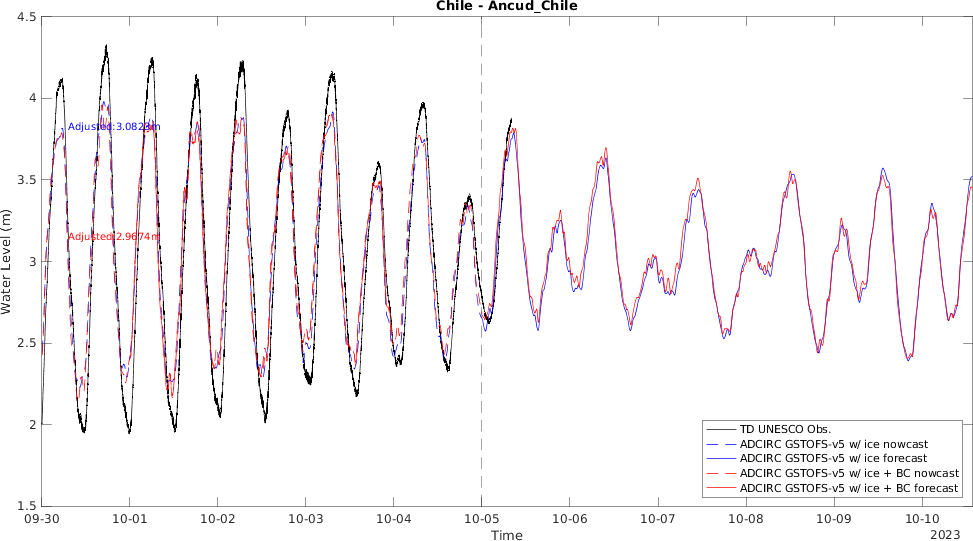 Chile - Ancud_Chile
4.5
4
3.5
3
2.5
2
1.5
Water Level (m)
Adjusted:3.0823m
Adjusted:2.9674m
TD UNESCO Obs.
ADCIRC GSTOFS-v5 w/ ice nowcast
ADCIRC GSTOFS-v5 w/ ice forecast
ADCIRC GSTOFS-v5 w/ ice + BC nowcast
ADCIRC GSTOFS-v5 w/ ice + BC forecast
09-30 10-01 10-02 10-03 10-04 10-05 10-06 10-07 10-08 10-09 10-10
Time
2023